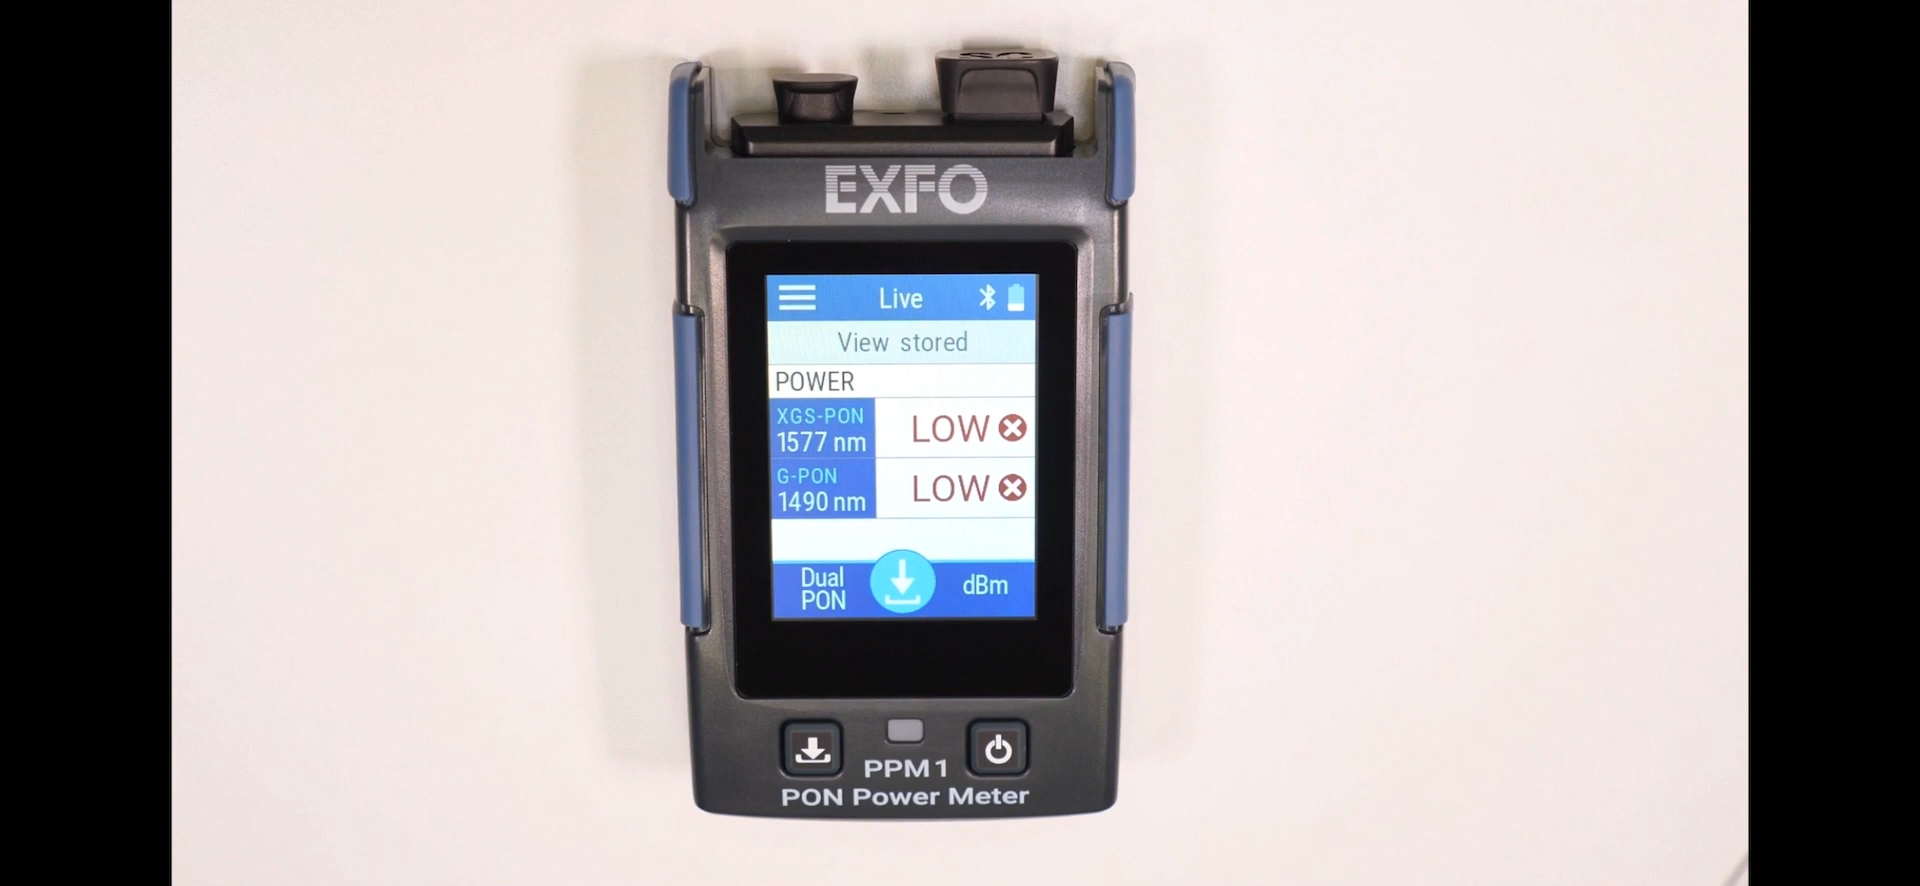 EXFO
Live
View stored
POWER
XGS-PON
1577 nm
LOW
G-PON
1490 nm
LOW
Dual
PON
dBm
PPM1
PON Power Meter